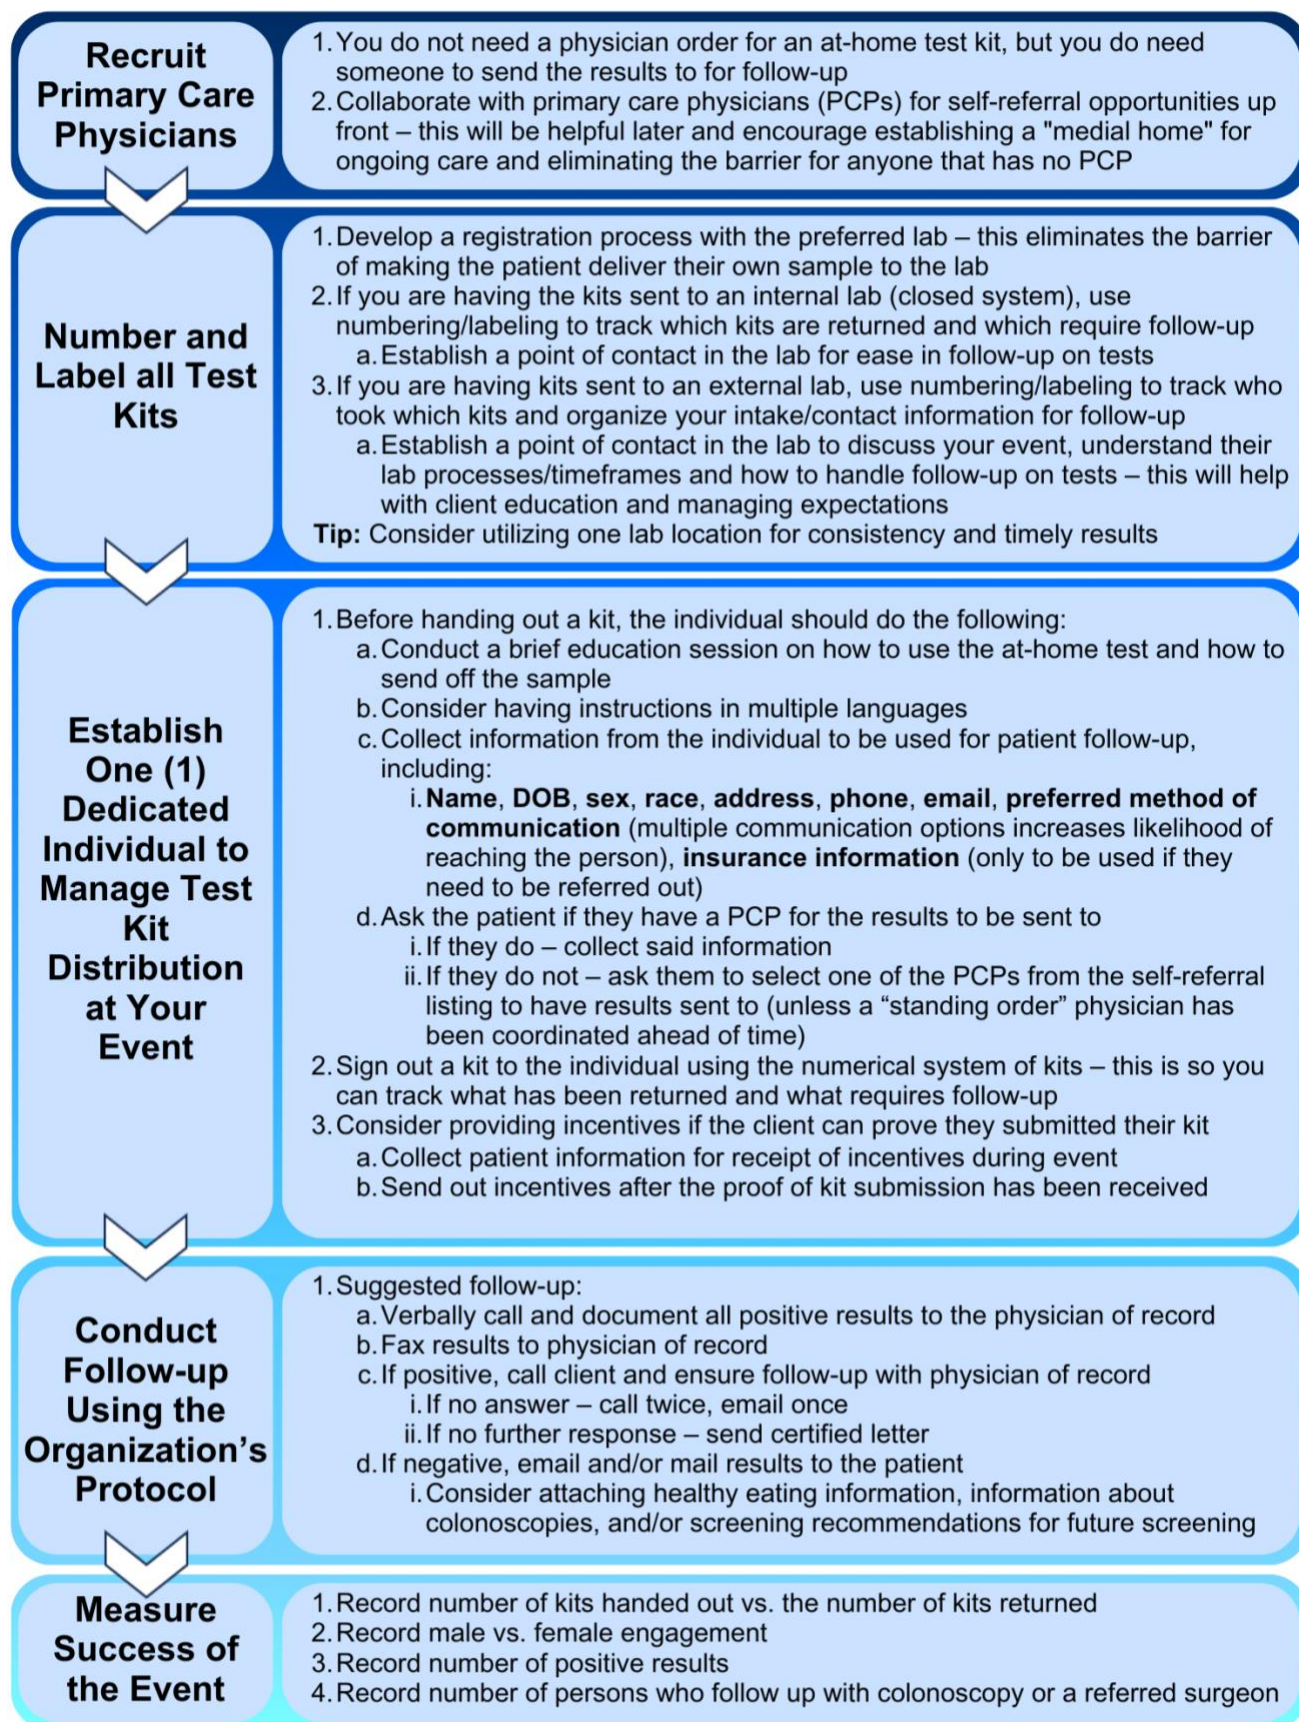 Recruit
Primary Care
Physicians
1. You do not need a physician order for an at-home test kit, but you do need
someone to send the results to for follow-up
2. Collaborate with primary care physicians (PCPs) for self-referral opportunities up
front – this will be helpful later and encourage establishing a "medial home" for
ongoing care and eliminating the barrier for anyone that has no PCP
Number and
Label all Test
Kits
1. Develop a registration process with the preferred lab – this eliminates the barrier
of making the patient deliver their own sample to the lab
2. If you are having the kits sent to an internal lab (closed system), use
numbering/labeling to track which kits are returned and which require follow-up
a. Establish a point of contact in the lab for ease in follow-up on tests
3. If you are having kits sent to an external lab, use numbering/labeling to track who
took which kits and organize your intake/contact information for follow-up
a. Establish a point of contact in the lab to discuss your event, understand their
lab processes/timeframes and how to handle follow-up on tests – this will help
with client education and managing expectations
Tip: Consider utilizing one lab location for consistency and timely results
Establish
One (1)
Dedicated
Individual to
Manage Test
Kit
Distribution
at Your
Event
1. Before handing out a kit, the individual should do the following:
a. Conduct a brief education session on how to use the at-home test and how to
send off the sample
b. Consider having instructions in multiple languages
c. Collect information from the individual to be used for patient follow-up,
including:
i. Name, DOB, sex, race, address, phone, email, preferred method of
communication (multiple communication options increases likelihood of
reaching the person), insurance information (only to be used if they
need to be referred out)
d. Ask the patient if they have a PCP for the results to be sent to
i. If they do – collect said information
ii. If they do not – ask them to select one of the PCPs from the self-referral
listing to have results sent to (unless a “standing order” physician has
been coordinated ahead of time)
2. Sign out a kit to the individual using the numerical system of kits – this is so you
can track what has been returned and what requires follow-up
3. Consider providing incentives if the client can prove they submitted their kit
a. Collect patient information for receipt of incentives during event
b. Send out incentives after the proof of kit submission has been received
Conduct
Follow-up
Using the
Organization’s
Protocol
1. Suggested follow-up:
a. Verbally call and document all positive results to the physician of record
b. Fax results to physician of record
c. If positive, call client and ensure follow-up with physician of record
i. If no answer – call twice, email once
ii. If no further response – send certified letter
d. If negative, email and/or mail results to the patient
i. Consider attaching healthy eating information, information about
colonoscopies, and/or screening recommendations for future screening
Measure
Success of
the Event
1. Record number of kits handed out vs. the number of kits returned
2. Record male vs. female engagement
3. Record number of positive results
4. Record number of persons who follow up with colonoscopy or a referred surgeon